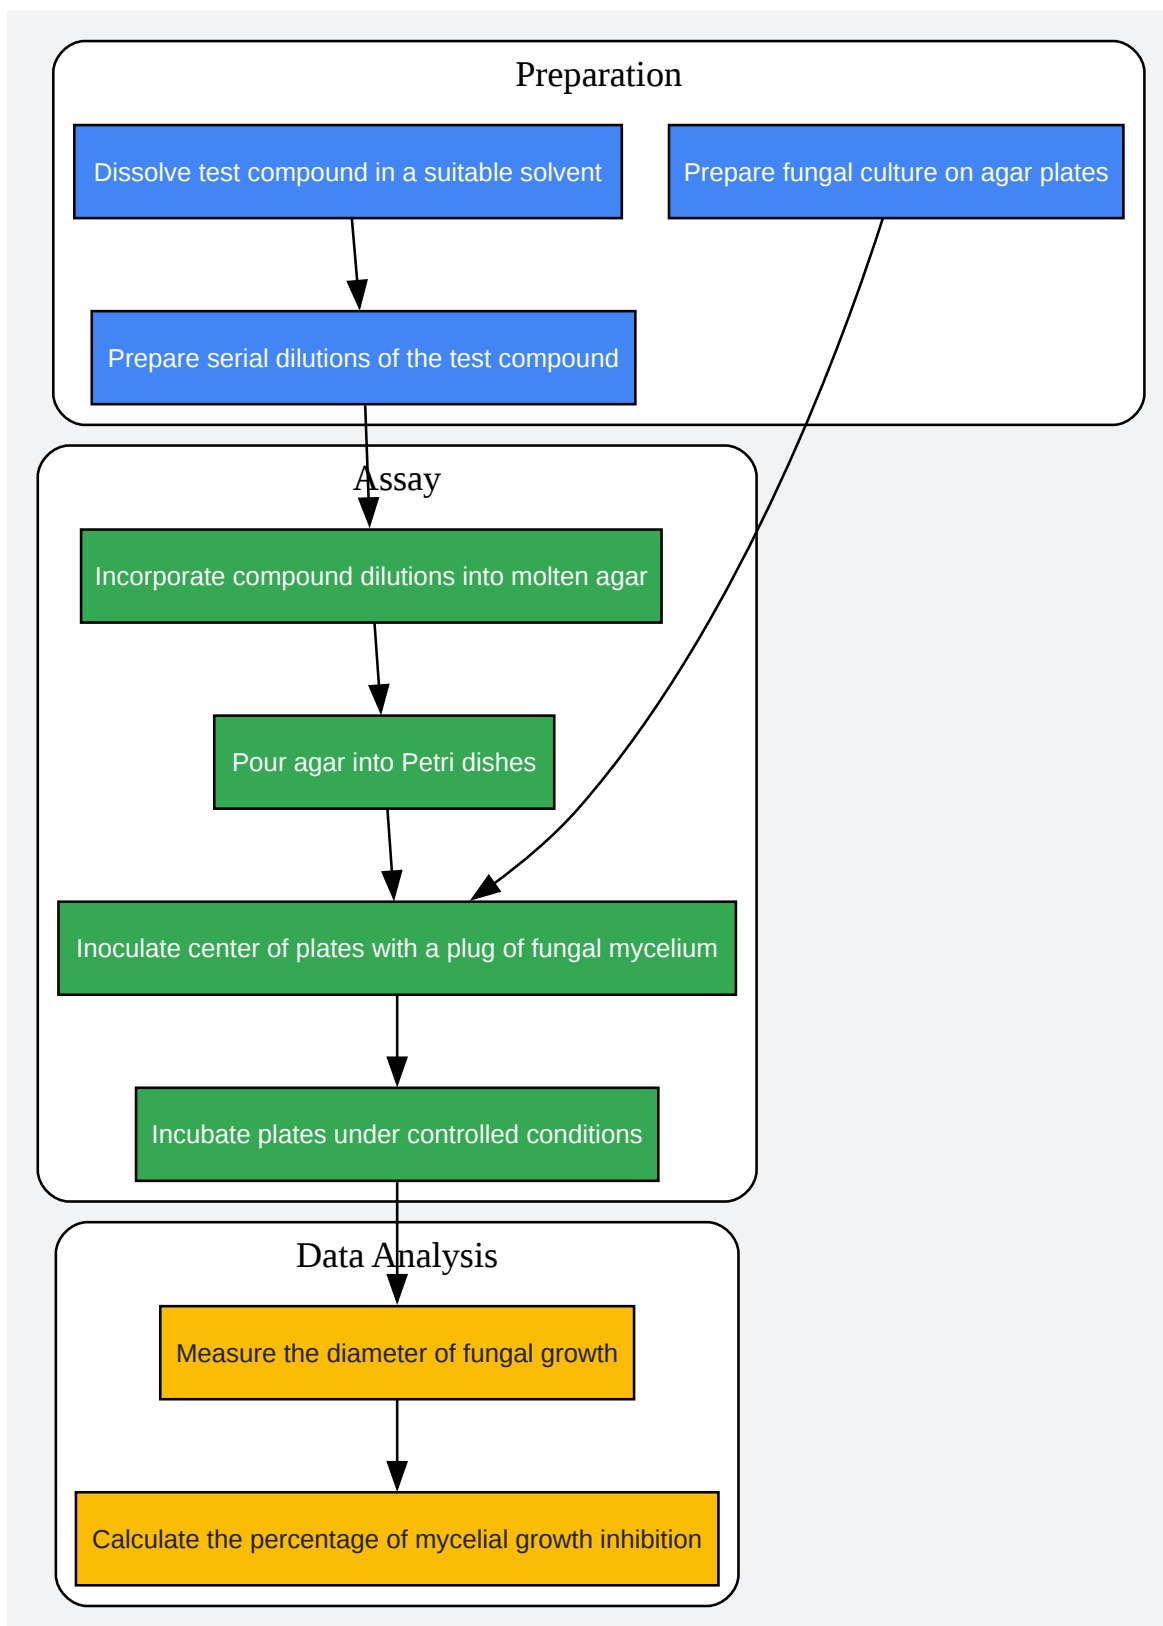 Preparation
Dissolve test compound in a suitable solvent
Prepare fungal culture on agar plates
Prepare serial dilutions of the test compound
Assay
Incorporate compound dilutions into molten agar
Pour agar into Petri dishes
Inoculate center of plates with a plug of fungal mycelium
Incubate plates under controlled conditions
Data Analysis
Measure the diameter of fungal growth
Calculate the percentage of mycelial growth inhibition